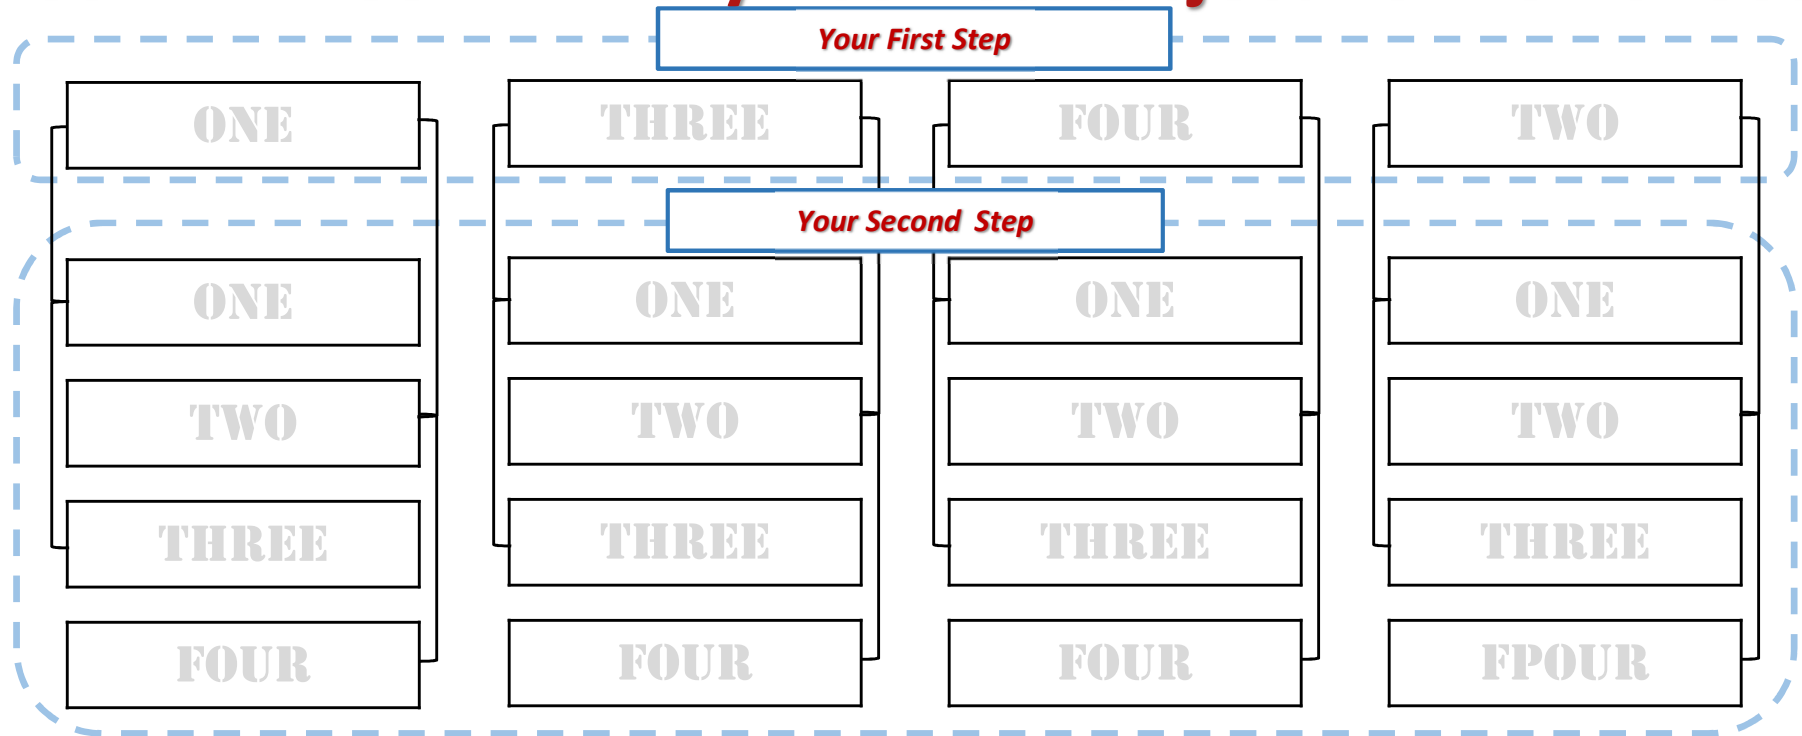 Your First Step
ONE THREE FOUR TWO
Your Second Step
ONE ONE ONE ONE
TWO TWO TWO TWO
THREE THREE THREE THREE
FOUR FOUR FOUR FPOUR